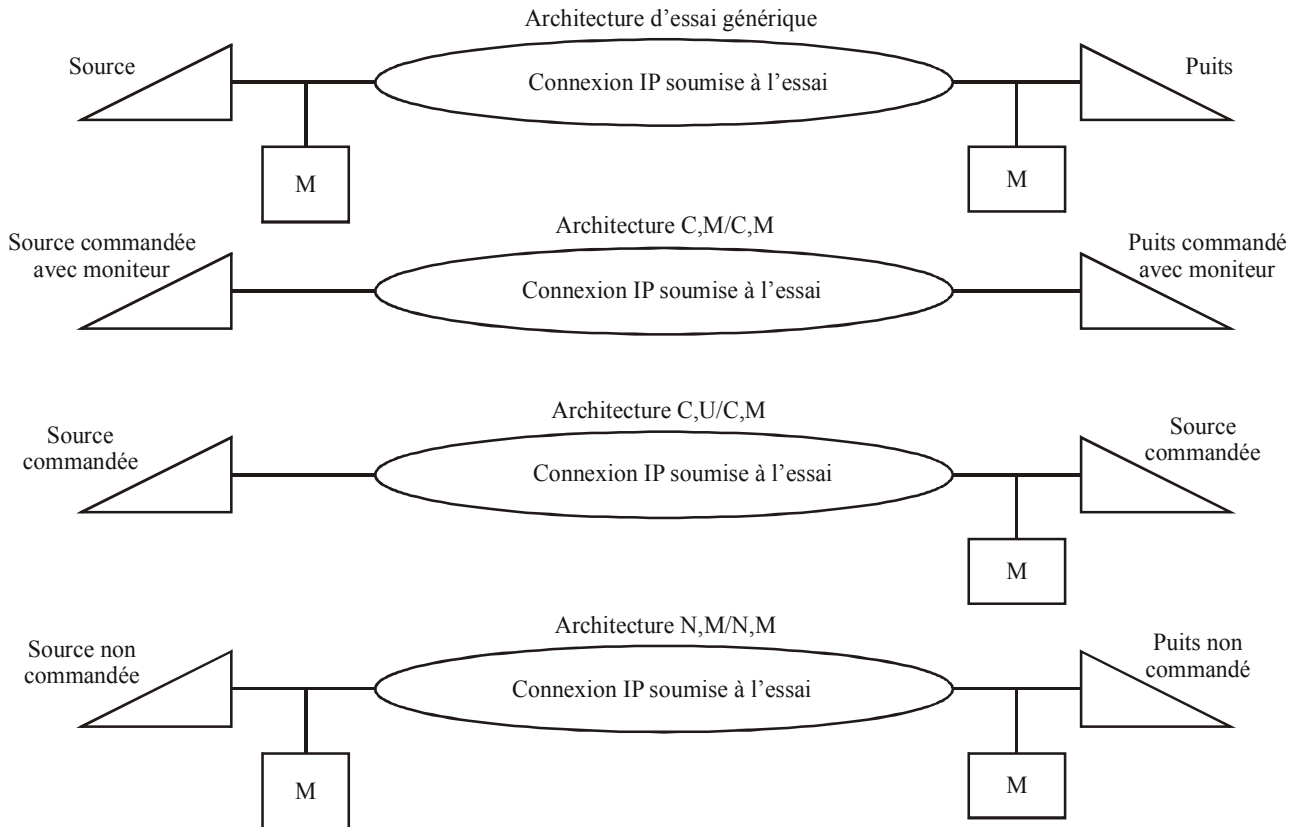 Architecture d'essai générique
Source
Connexion IP soumise à l'essai
Puits
M
M
Architecture C,M/C,M
Source commandée
avec moniteur
Connexion IP soumise à l'essai
Puits commandé
avec moniteur
Architecture C,U/C,M
Source
commandée
Connexion IP soumise à l'essai
Source
commandée
M
Architecture N,M/N,M
Source non
commandée
Connexion IP soumise à l'essai
Puits non
commandé
M
M